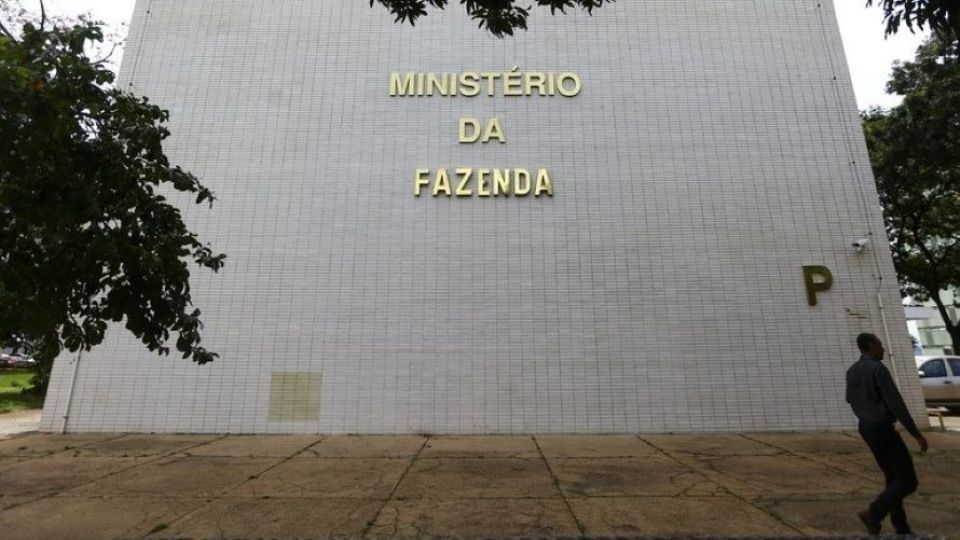 MINISTÉRIO
DA
FAZENDA
P